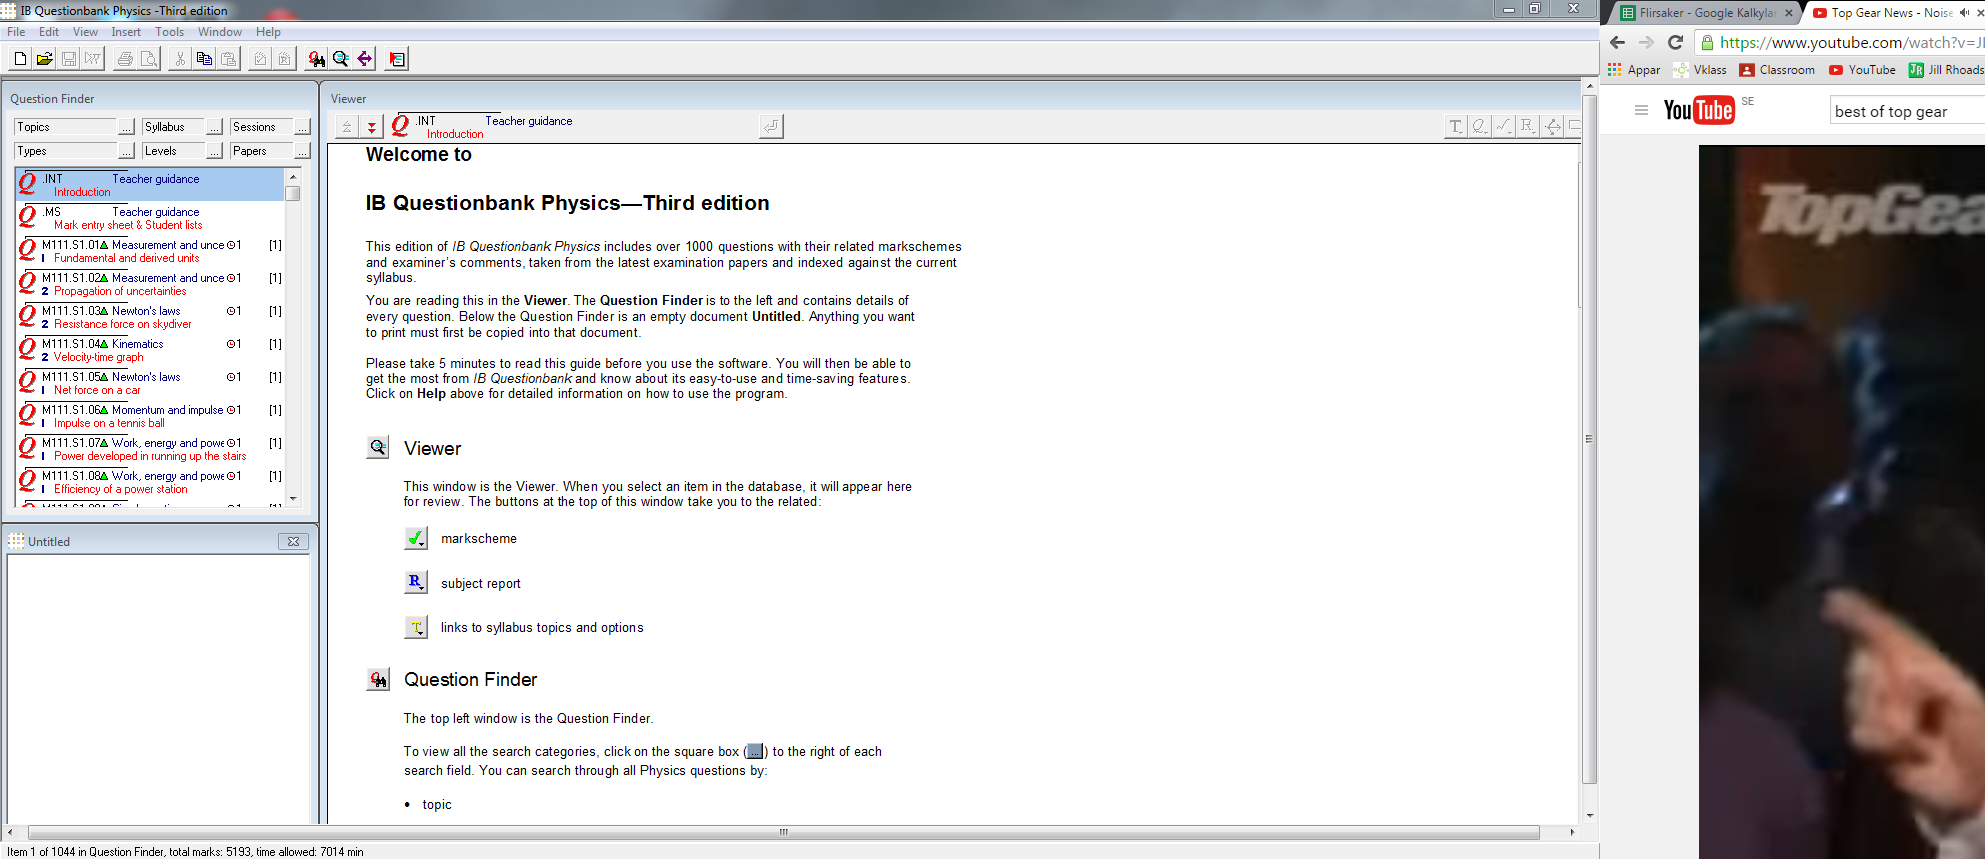 IB Questionbank Physics -Third edition
File Edit View Insert Tools Window Help
Question Finder
Topics ... Syllabus ... Sessions ...
Types ... Levels ... Papers ...
.INT Teacher guidance
Introduction
.MS Teacher guidance
Mark entry sheet & Student lists
M111.S1.01 Measurement and unce 1 [1]
1 Fundamental and derived units
M111.S1.02 Measurement and unce 1 [1]
2 Propagation of uncertainties
M111.S1.03 Newton's laws 1 [1]
2 Resistance force on skydiver
M111.S1.04 Kinematics 1 [1]
2 Velocity-time graph
M111.S1.05 Newton's laws 1 [1]
1 Net force on a car
M111.S1.06 Momentum and impulse 1 [1]
1 Impulse on a tennis ball
M111.S1.07 Work, energy and powe 1 [1]
1 Power developed in running up the stairs
M111.S1.08 Work, energy and powe 1 [1]
1 Efficiency of a power station
Untitled
Viewer
.INT Teacher guidance
Introduction
Welcome to
IB Questionbank Physics—Third edition
This edition of IB Questionbank Physics includes over 1000 questions with their related markschemes
and examiner's comments, taken from the latest examination papers and indexed against the current
syllabus.
You are reading this in the Viewer. The Question Finder is to the left and contains details of
every question. Below the Question Finder is an empty document Untitled. Anything you want
to print must first be copied into that document.
Please take 5 minutes to read this guide before you use the software. You will then be able to
get the most from IB Questionbank and know about its easy-to-use and time-saving features.
Click on Help above for detailed information on how to use the program.
Viewer
This window is the Viewer. When you select an item in the database, it will appear here
for review. The buttons at the top of this window take you to the related:
markscheme
R subject report
T links to syllabus topics and options
Question Finder
The top left window is the Question Finder.
To view all the search categories, click on the square box (...) to the right of each
search field. You can search through all Physics questions by:
• topic
Item 1 of 1044 in Question Finder, total marks: 5193, time allowed: 7014 min
Flirsaker - Google Kalkylar
Top Gear News - Noise
https://www.youtube.com/watch?v=J
Appar Vklass Classroom YouTube Jill Rhoads
YouTube SE
best of top gear
TopGea